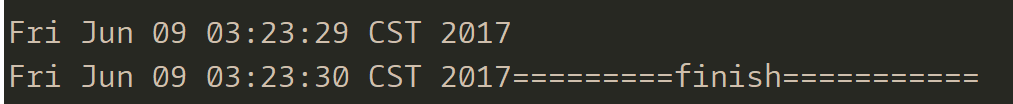 Fri Jun 09 03:23:29 CST 2017
Fri Jun 09 03:23:30 CST 2017=========finish===========